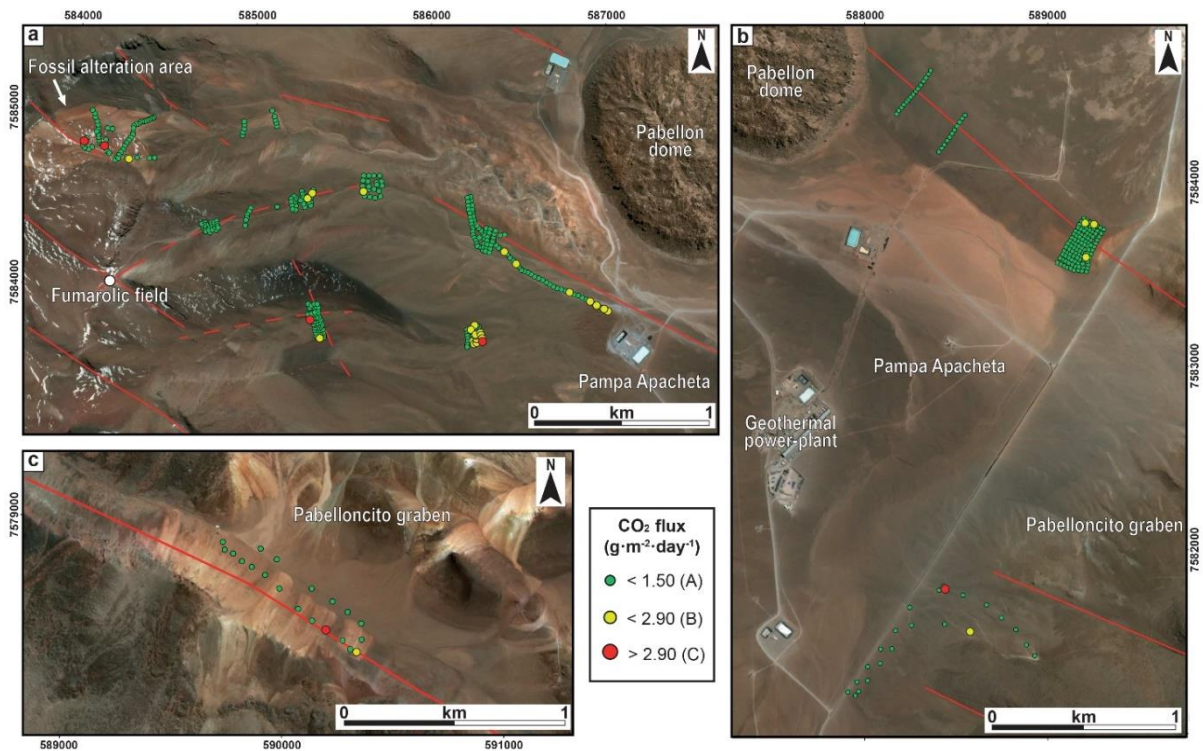 584000 585000 586000 587000
a
N
Fossil alteration area
Pabellon
dome
Fumarolic field
Pampa Apacheta
0 km 1
7585000
7584000
588000 589000
b
N
Pabellon
dome
Pampa Apacheta
Geothermal
power-plant
Pabelloncito graben
0 km 1
7584000
7583000
7582000
c
N
Pabelloncito graben
0 km 1
7579000
589000 590000 591000
CO₂ flux
(g·m⁻²·day⁻¹)
< 1.50 (A)
< 2.90 (B)
> 2.90 (C)